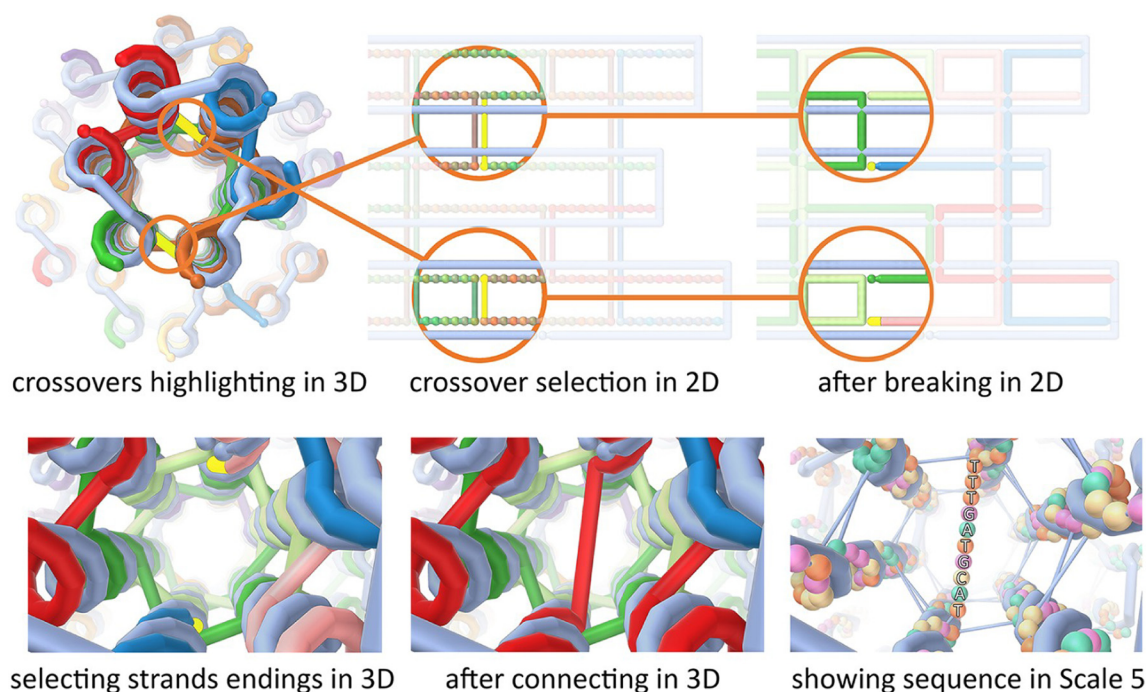 crossovers highlighting in 3D
crossover selection in 2D
after breaking in 2D
TTTGATGCAT
selecting strands endings in 3D
after connecting in 3D
showing sequence in Scale 5